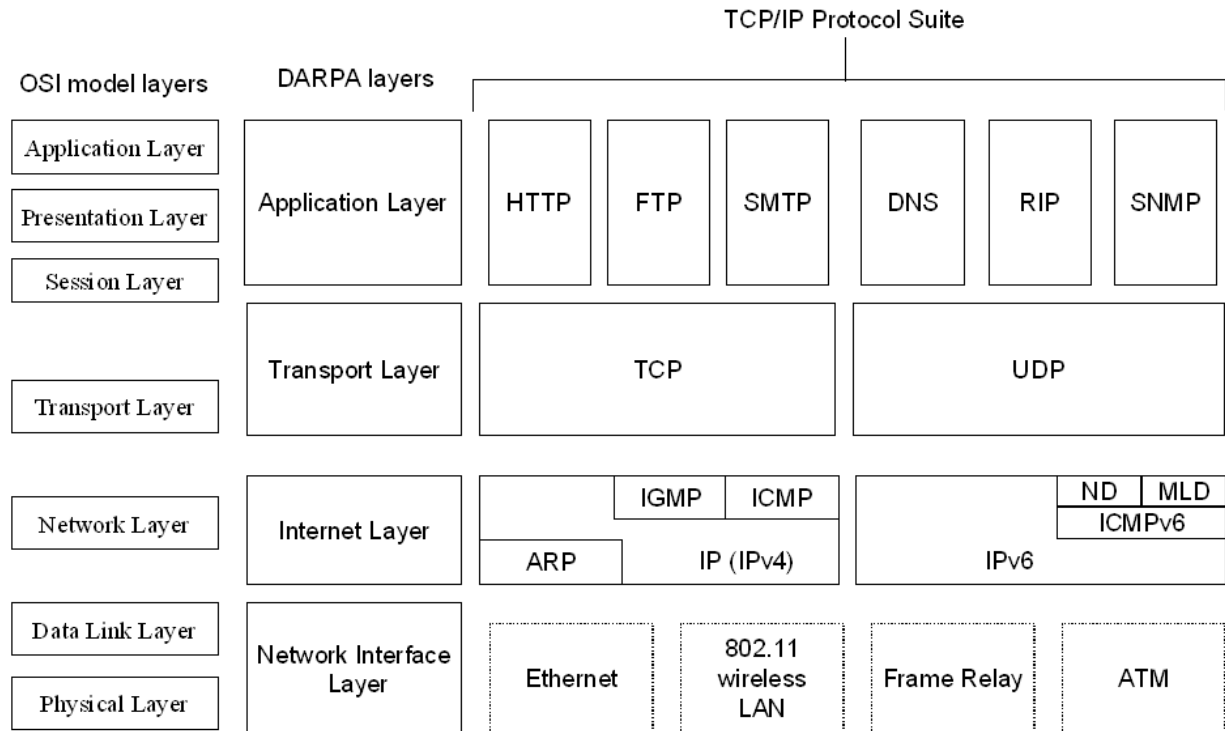 TCP/IP Protocol Suite
OSI model layers
DARPA layers
Application Layer
Presentation Layer
Session Layer
Application Layer
HTTP
FTP
SMTP
DNS
RIP
SNMP
Transport Layer
Transport Layer
TCP
UDP
Network Layer
Internet Layer
IGMP
ICMP
ARP
IP (IPv4)
ND
MLD
ICMPv6
IPv6
Data Link Layer
Physical Layer
Network Interface
Layer
Ethernet
802.11
wireless
LAN
Frame Relay
ATM